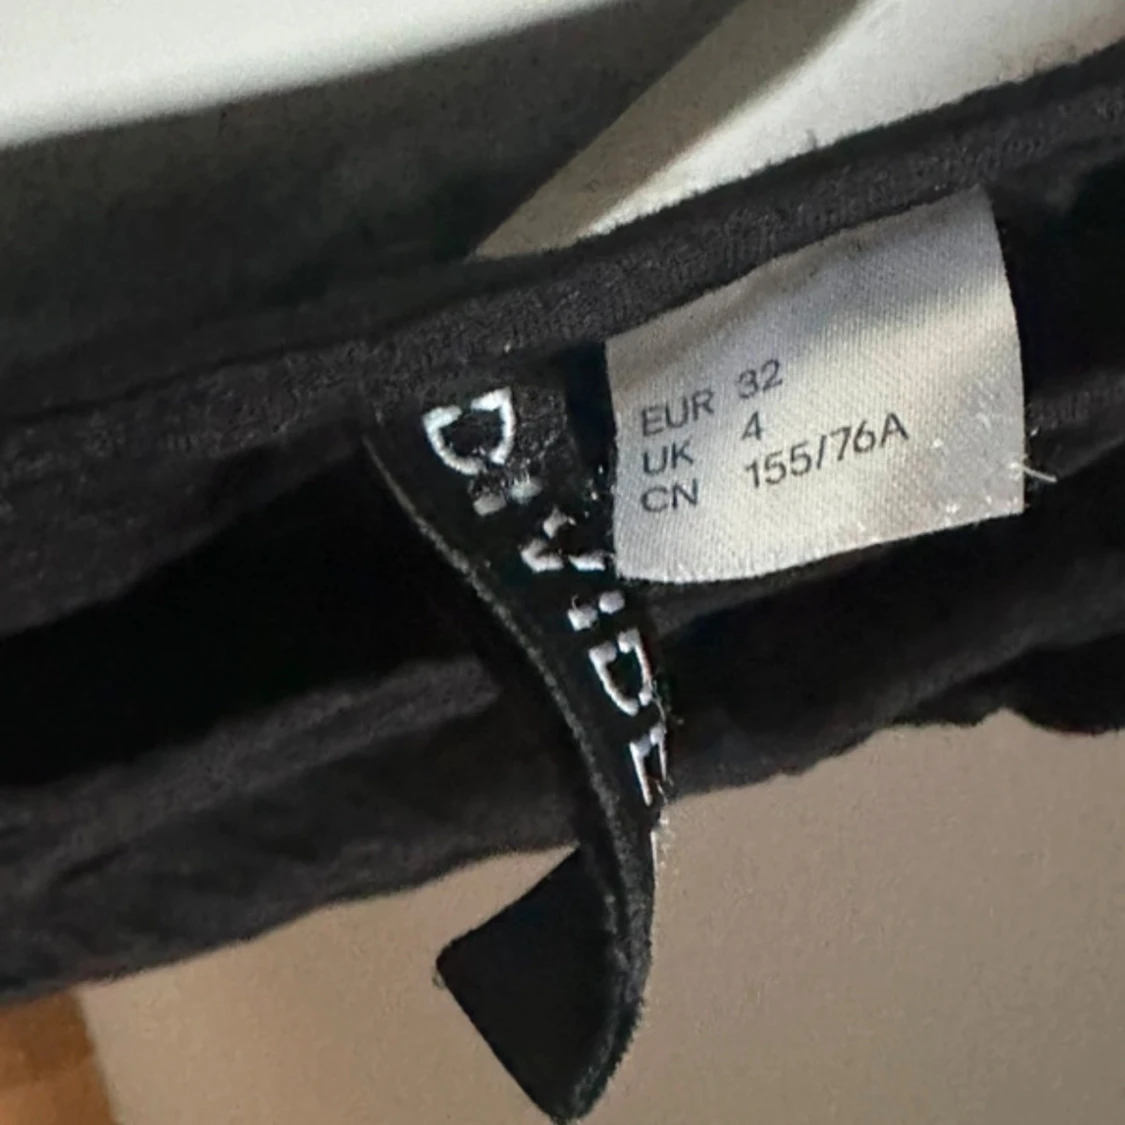 DIVIDE
EUR 32
UK 4
CN 155/76A